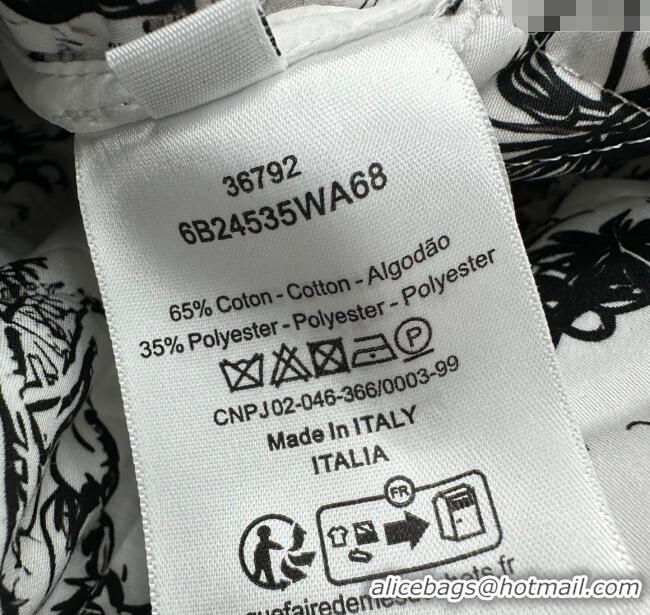 36792
6B24535WA68
65% Coton - Cotton - Algodão
35% Polyester - Polyester - Polyester
P
CNPJ 02-046-366/0003-99
Made In ITALY
ITALIA
FR
alicebags@hotmail.com